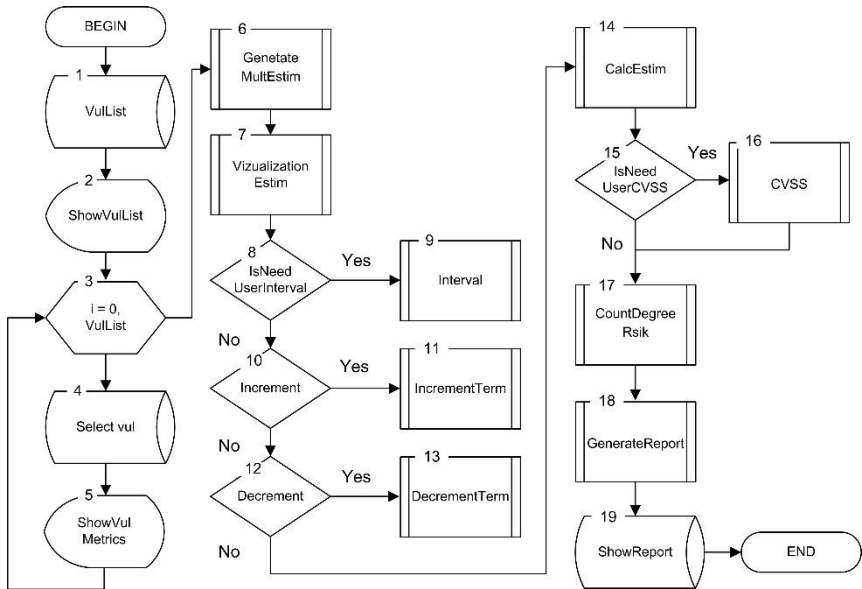 BEGIN
1
VulList
2
ShowVulList
3
i = 0,
VulList
4
Select vul
5
ShowVul
Metrics
6
Genetate
MultEstim
7
Vizualization
Estim
8
IsNeed
UserInterval
Yes
No
9
Interval
10
Increment
Yes
No
11
IncrementTerm
12
Decrement
Yes
No
13
DecrementTerm
14
CalcEstim
15
IsNeed
UserCVSS
Yes
No
16
CVSS
17
CountDegree
Rsik
18
GenerateReport
19
ShowReport
END